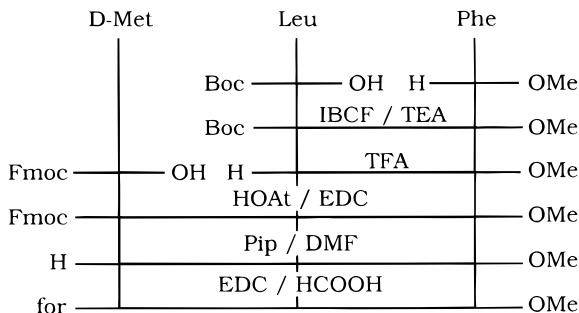 D-Met Leu Phe
Boc OH H OMe
IBCF / TEA
Boc OMe
TFA
Fmoc OH H OMe
HOAt / EDC
Fmoc OMe
Pip / DMF
H OMe
EDC / HCOOH
for OMe